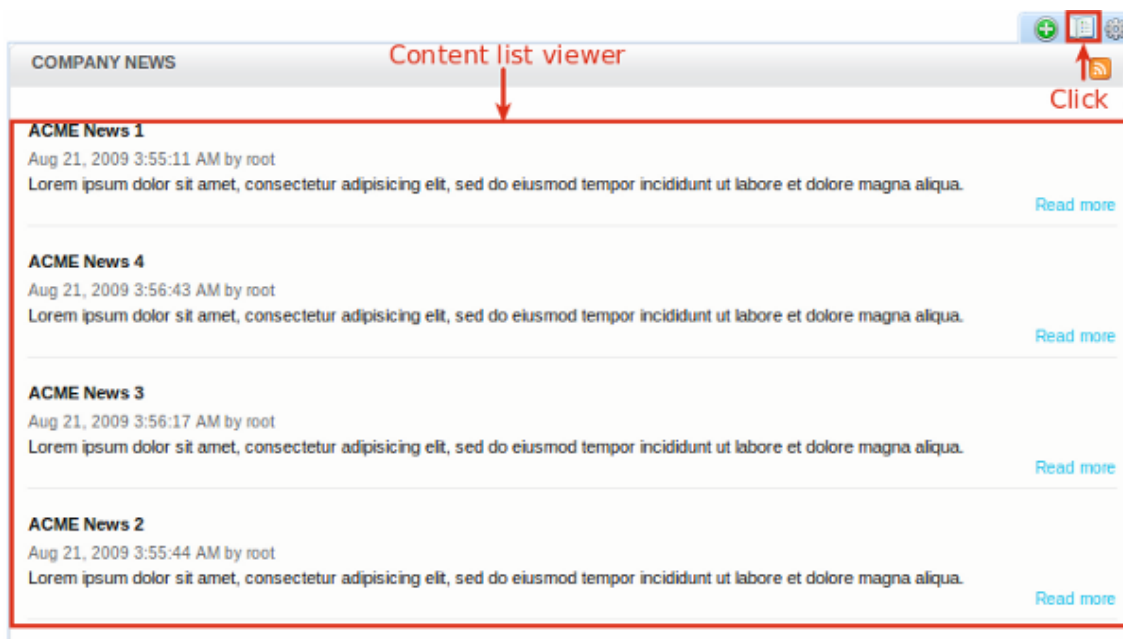 COMPANY NEWS
Content list viewer
Click
ACME News 1
Aug 21, 2009 3:55:11 AM by root
Lorem ipsum dolor sit amet, consectetur adipisicing elit, sed do eiusmod tempor incididunt ut labore et dolore magna aliqua.
Read more
ACME News 4
Aug 21, 2009 3:56:43 AM by root
Lorem ipsum dolor sit amet, consectetur adipisicing elit, sed do eiusmod tempor incididunt ut labore et dolore magna aliqua.
Read more
ACME News 3
Aug 21, 2009 3:56:17 AM by root
Lorem ipsum dolor sit amet, consectetur adipisicing elit, sed do eiusmod tempor incididunt ut labore et dolore magna aliqua.
Read more
ACME News 2
Aug 21, 2009 3:55:44 AM by root
Lorem ipsum dolor sit amet, consectetur adipisicing elit, sed do eiusmod tempor incididunt ut labore et dolore magna aliqua.
Read more